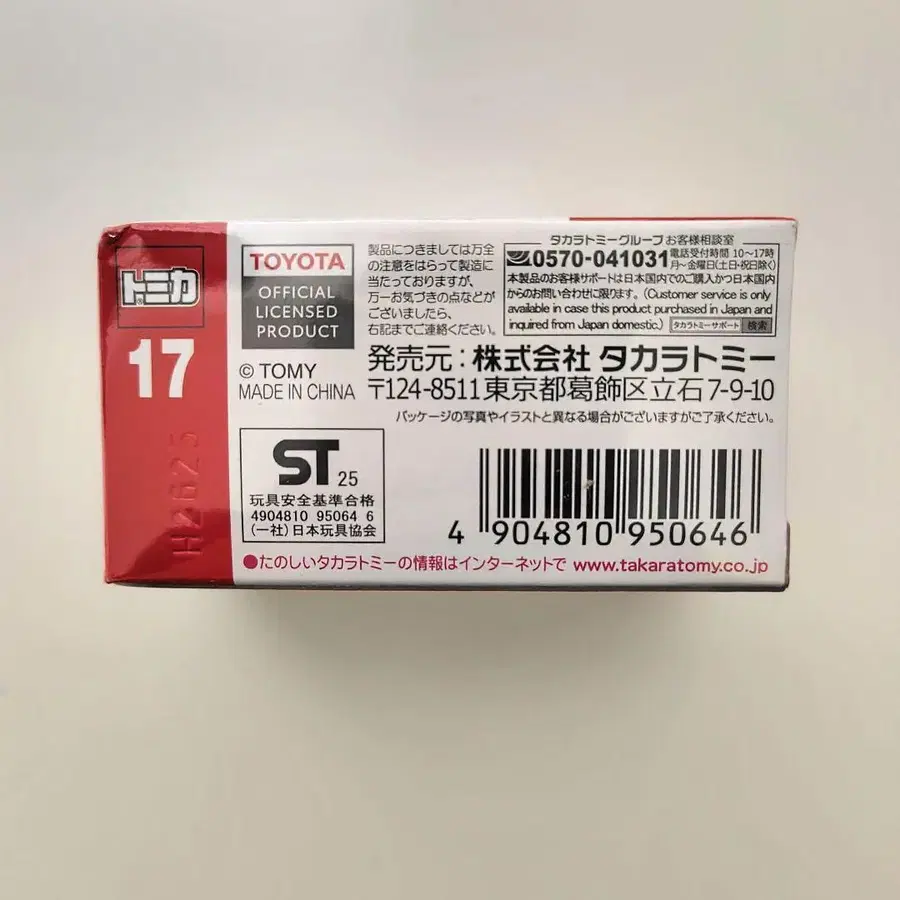 トミカ
17
H2625
TOYOTA
OFFICIAL
LICENSED
PRODUCT
© TOMY
MADE IN CHINA
製品につきましては万全
の注意をはらって製造に
当たっておりますが、
万一お気づきの点などが
ございましたら、
右記までご連絡ください。
タカラトミーグループ お客様相談室
0570-041031
電話受付時間 10〜17時
月〜金曜日(土日・祝日除く)
本製品のお客様サポートは日本国内でのご購入かつ日本国内
からのお問い合わせに限ります。(Customer service is only
available in case this product purchased in Japan and
inquired from Japan domestic.) タカラトミーサポート 検索
発売元:株式会社 タカラトミー
〒124-8511東京都葛飾区立石7-9-10
パッケージの写真やイラストと異なる場合がございますがご了承ください。
ST 25
玩具安全基準合格
4904810 95064 6
(一社)日本玩具協会
4 904810 950646
●たのしいタカラトミーの情報はインターネットで www.takaratomy.co.jp